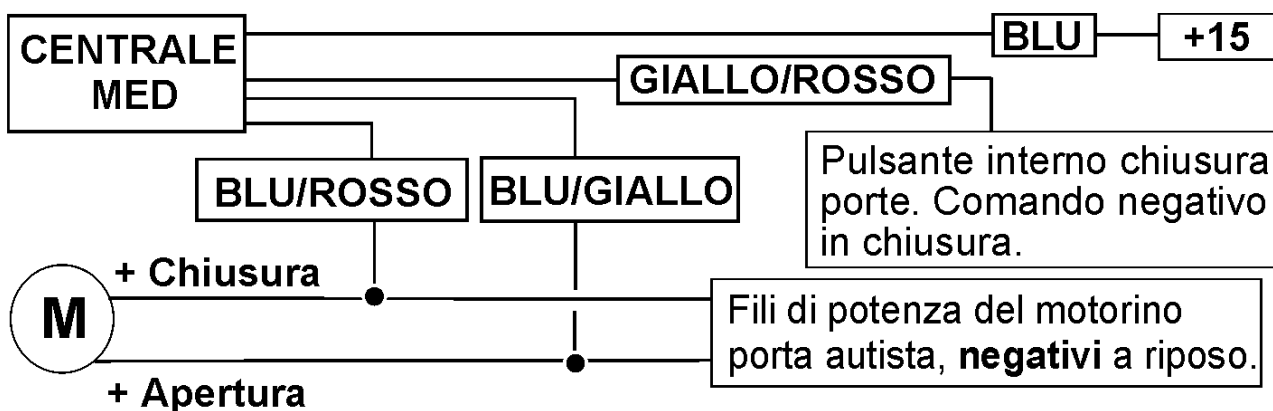 CENTRALE
MED
BLU
+15
GIALLO/ROSSO
Pulsante interno chiusura
porte. Comando negativo
in chiusura.
BLU/ROSSO
BLU/GIALLO
+ Chiusura
M
Fili di potenza del motorino
porta autista, negativi a riposo.
+ Apertura